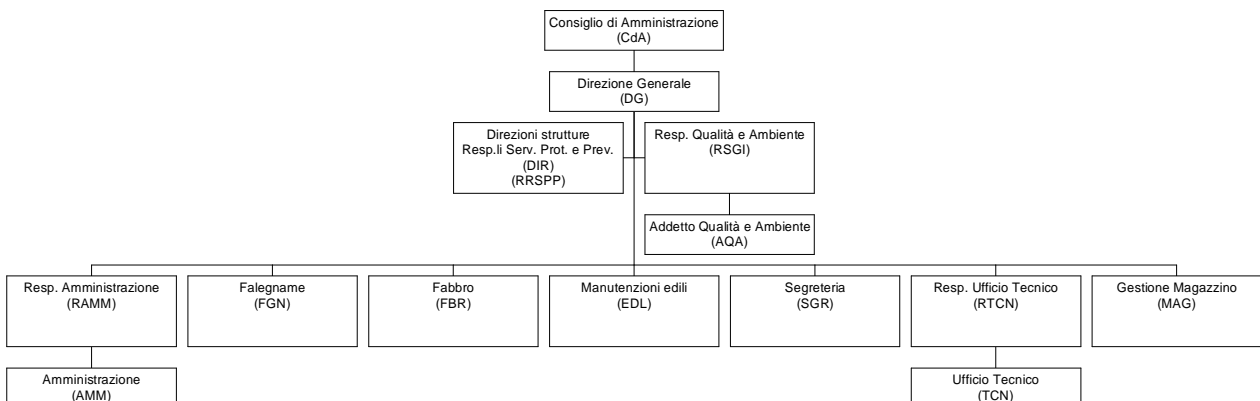 Consiglio di Amministrazione
(CdA)
Direzione Generale
(DG)
Direzioni strutture
Resp.li Serv. Prot. e Prev.
(DIR)
(RRSPP)
Resp. Qualità e Ambiente
(RSGI)
Addetto Qualità e Ambiente
(AQA)
Resp. Amministrazione
(RAMM)
Falegname
(FGN)
Fabbro
(FBR)
Manutenzioni edili
(EDL)
Segreteria
(SGR)
Resp. Ufficio Tecnico
(RTCN)
Gestione Magazzino
(MAG)
Amministrazione
(AMM)
Ufficio Tecnico
(TCN)